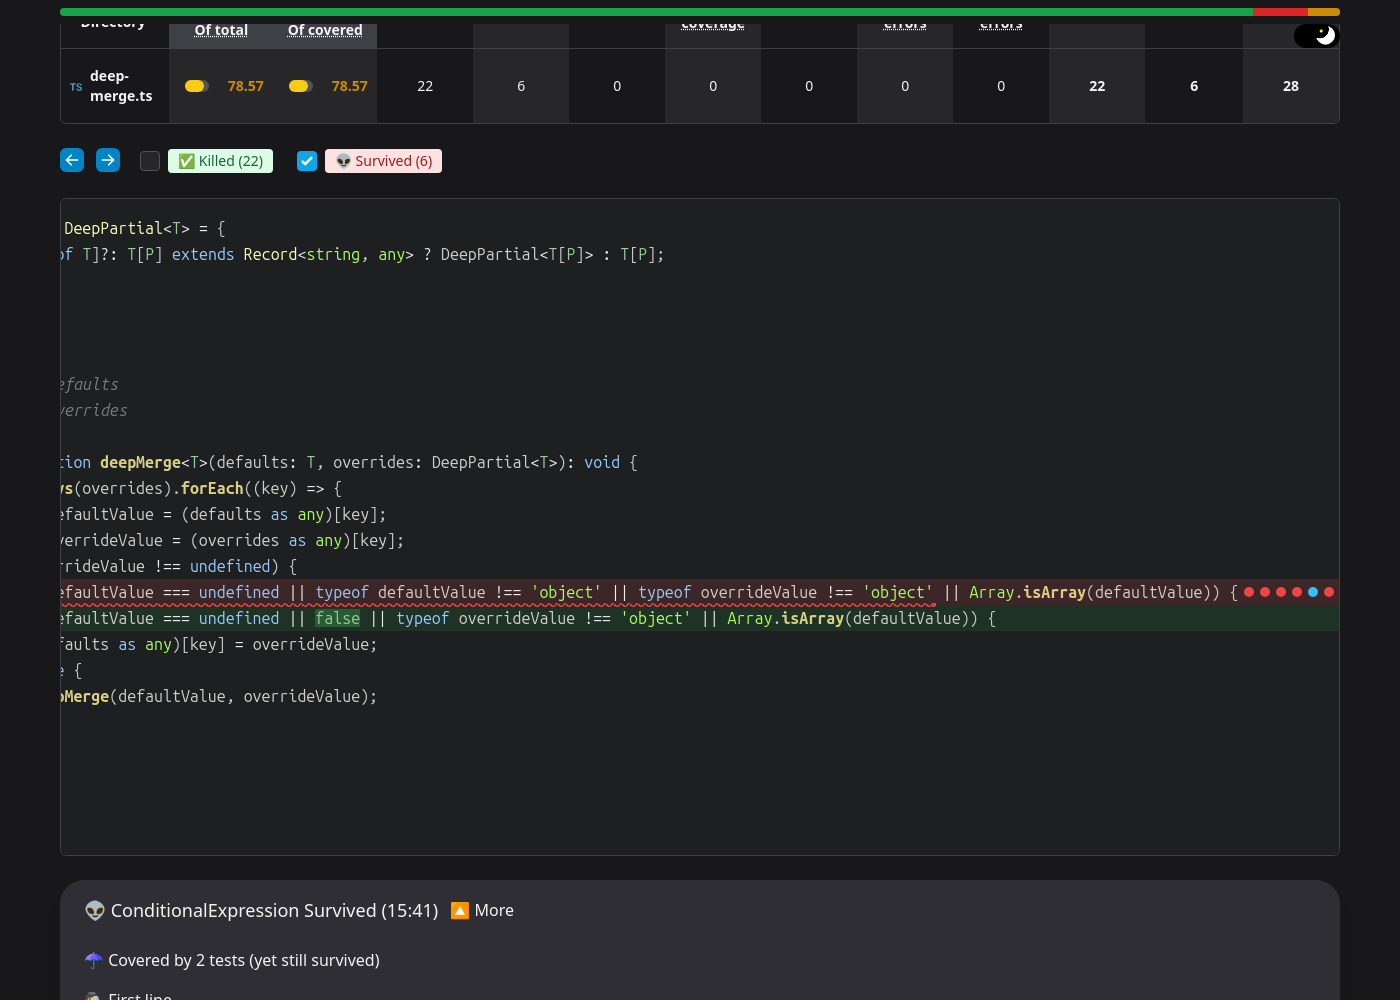 Directory
Of total Of covered coverage errors errors
TS deep-merge.ts 78.57 78.57 22 6 0 0 0 0 0 22 6 28
✅ Killed (22) 👽 Survived (6)
DeepPartial<T> = {
of T]?: T[P] extends Record<string, any> ? DeepPartial<T[P]> : T[P];
efaults
verrides
tion deepMerge<T>(defaults: T, overrides: DeepPartial<T>): void {
ys(overrides).forEach((key) => {
efaultValue = (defaults as any)[key];
verrideValue = (overrides as any)[key];
rrideValue !== undefined) {
efaultValue === undefined || typeof defaultValue !== 'object' || typeof overrideValue !== 'object' || Array.isArray(defaultValue)) {
efaultValue === undefined || false || typeof overrideValue !== 'object' || Array.isArray(defaultValue)) {
faults as any)[key] = overrideValue;
e {
pMerge(defaultValue, overrideValue);
👽 ConditionalExpression Survived (15:41) 🔼 More
☂️ Covered by 2 tests (yet still survived)
First line